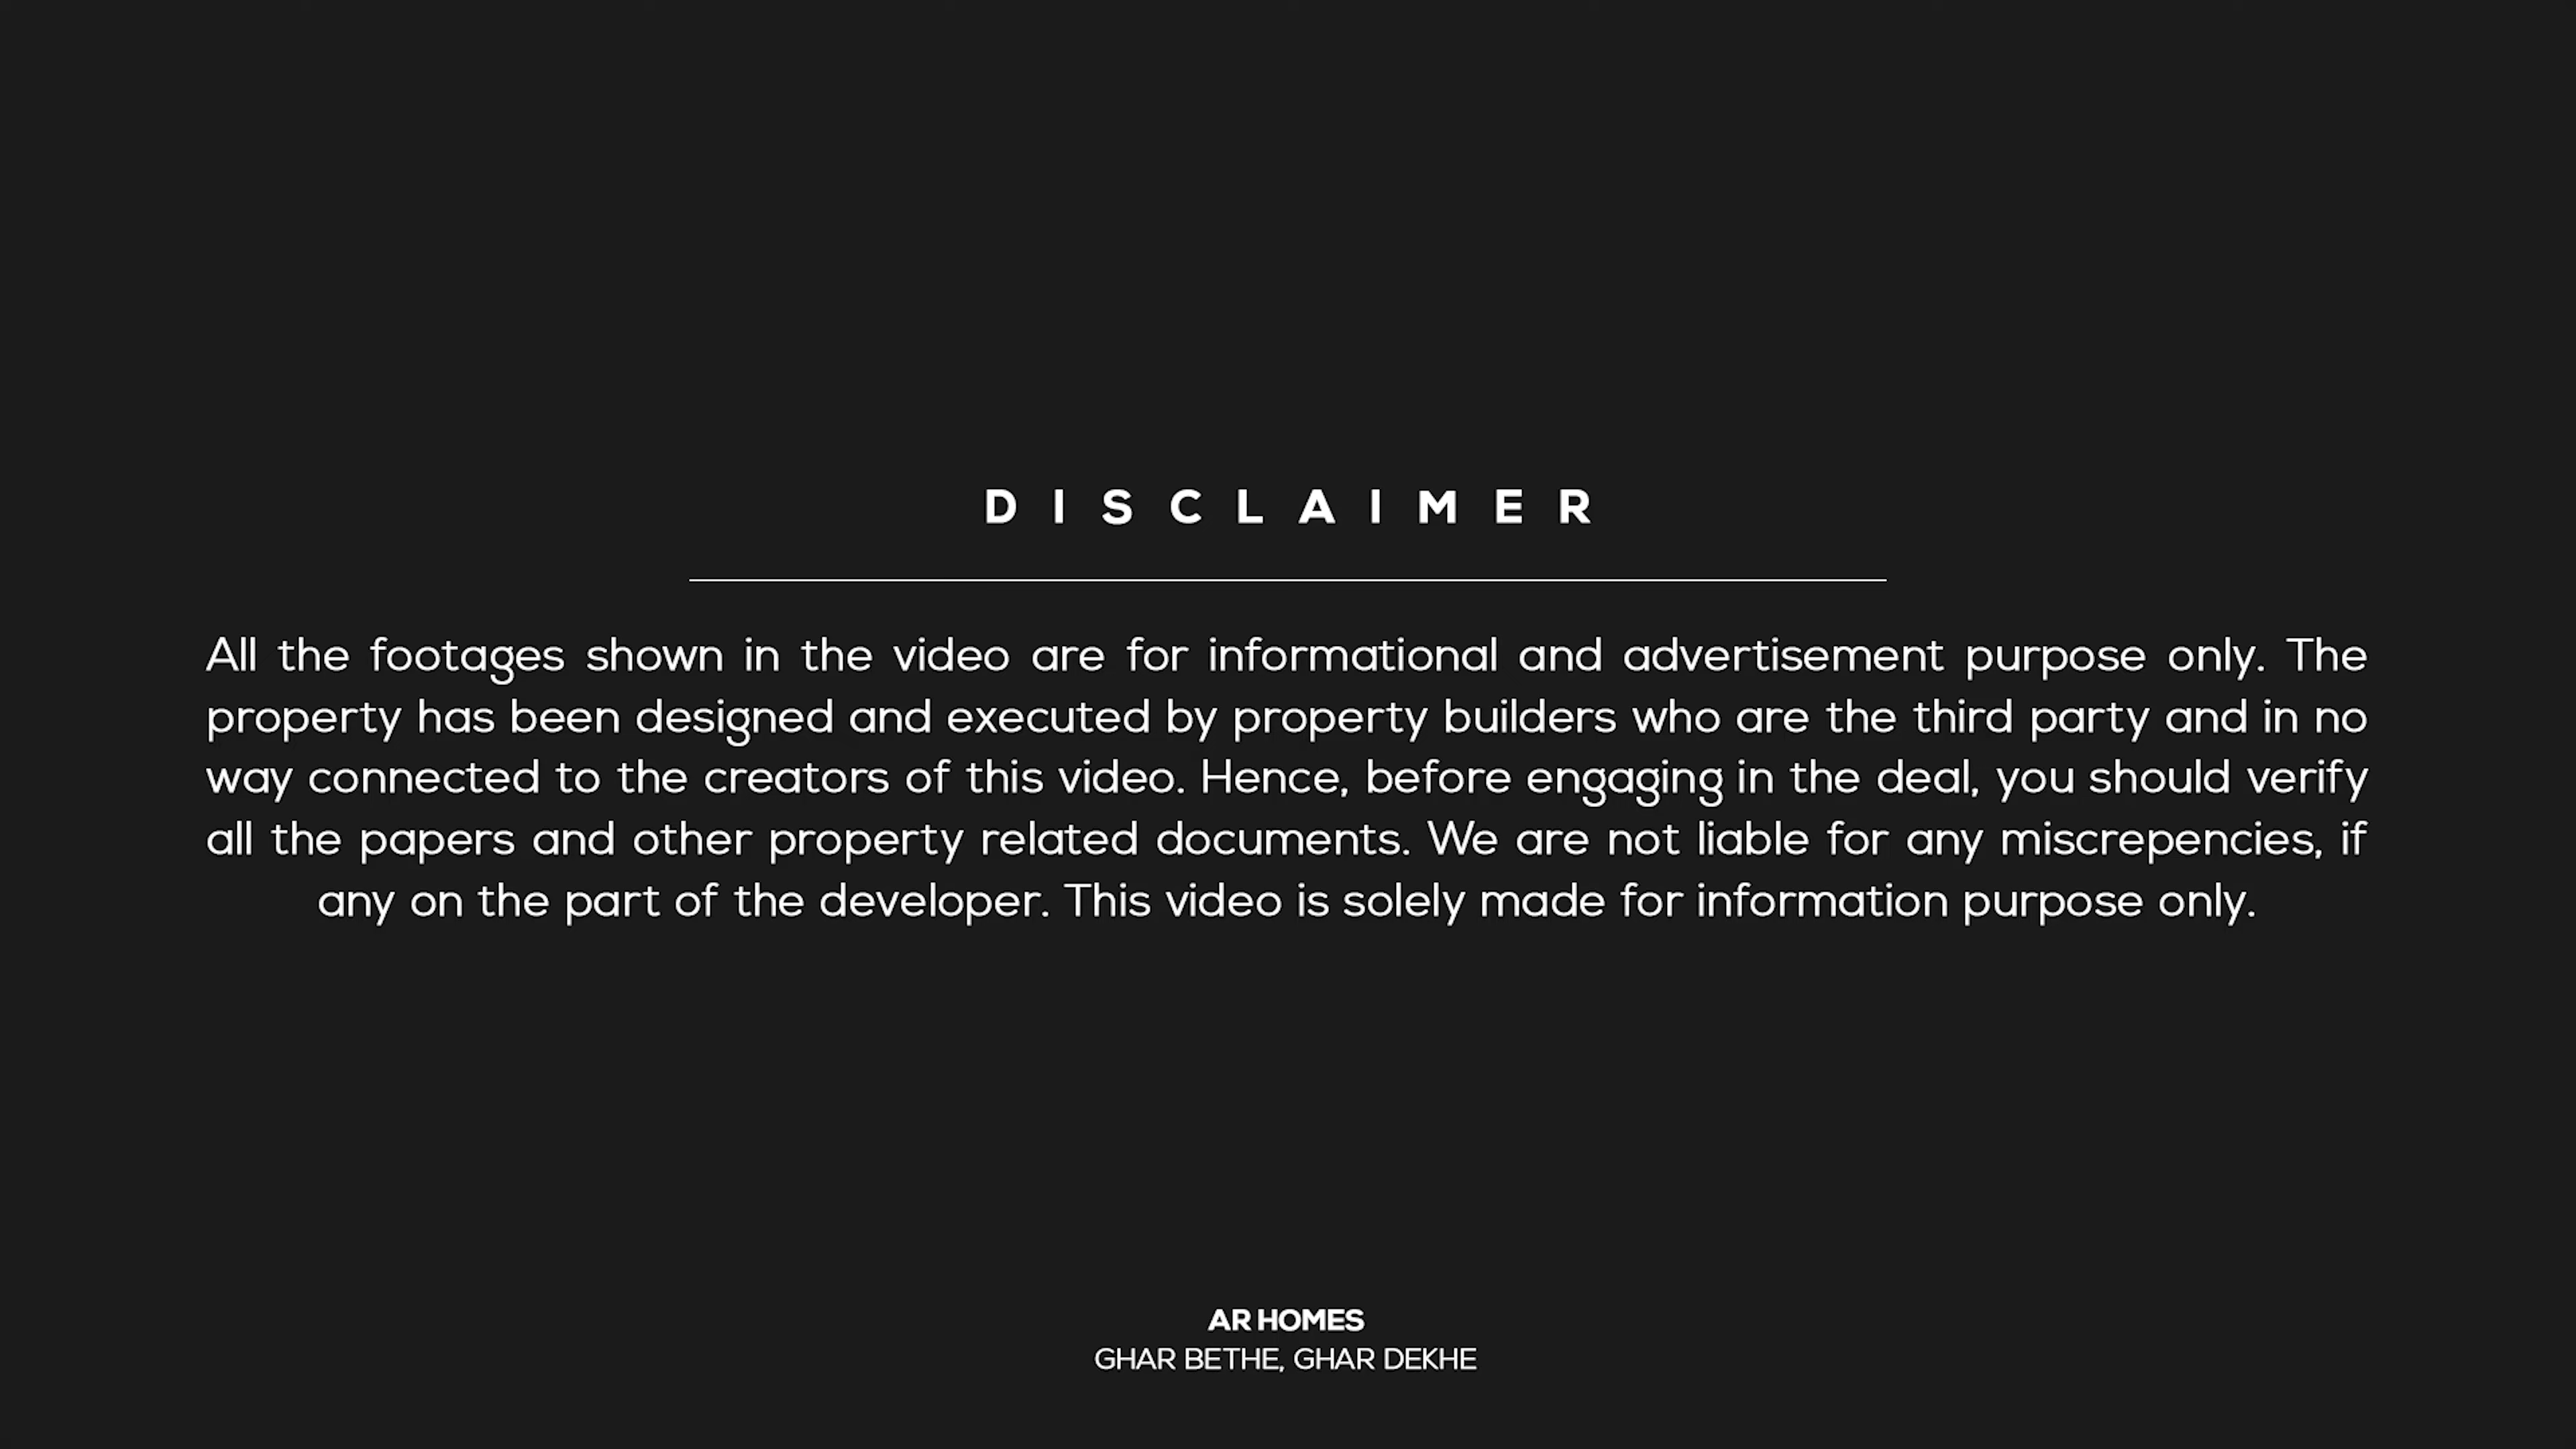 DISCLAIMER
All the footages shown in the video are for informational and advertisement purpose only. The
property has been designed and executed by property builders who are the third party and in no
way connected to the creators of this video. Hence, before engaging in the deal, you should verify
all the papers and other property related documents. We are not liable for any miscrepencies, if
any on the part of the developer. This video is solely made for information purpose only.
AR HOMES
GHAR BETHE, GHAR DEKHE